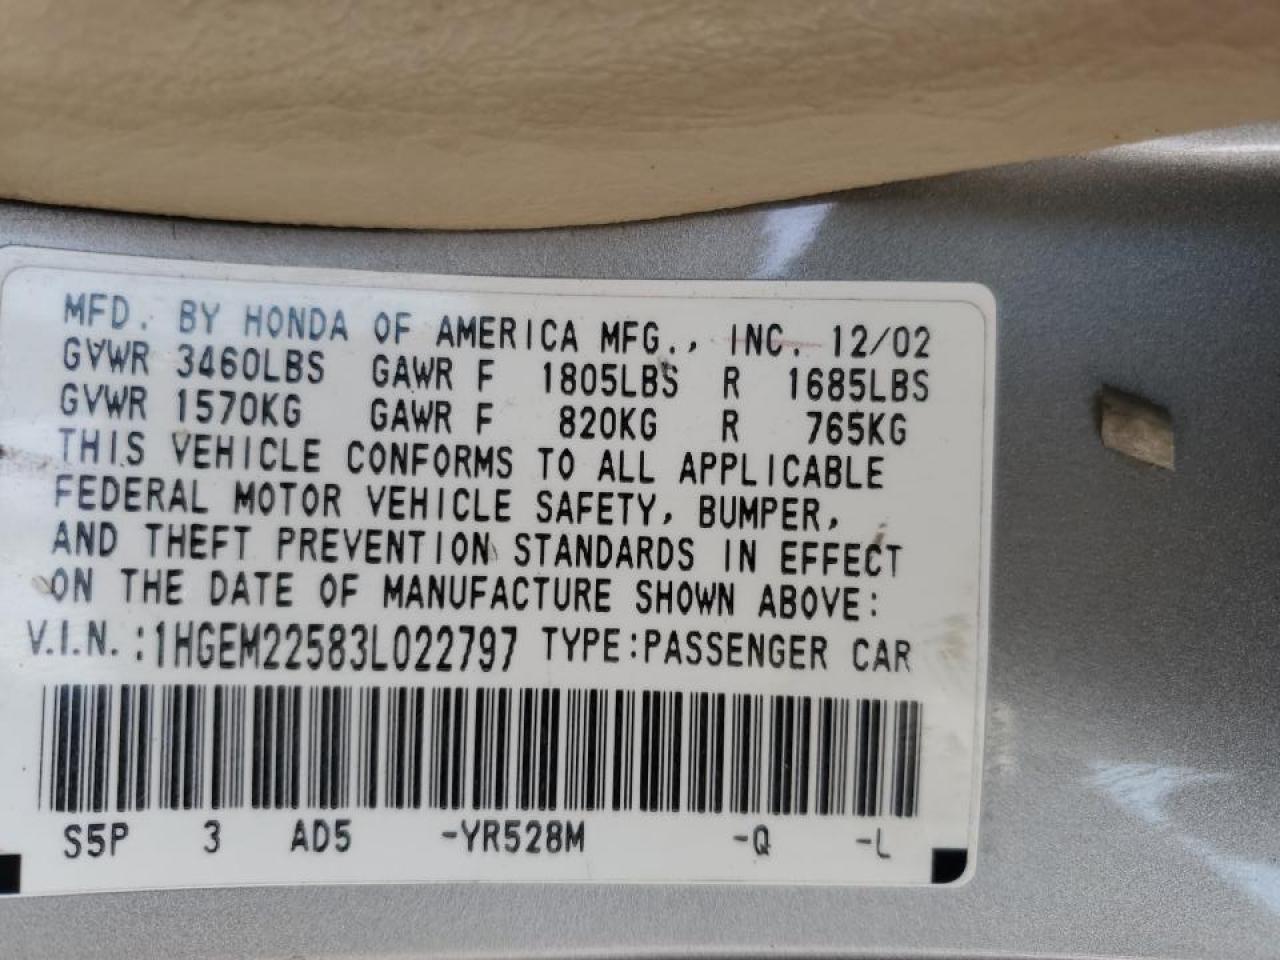 MFD. BY HONDA OF AMERICA MFG., INC. 12/02
GVWR 3460LBS GAWR F 1805LBS R 1685LBS
GVWR 1570KG GAWR F 820KG R 765KG
THIS VEHICLE CONFORMS TO ALL APPLICABLE
FEDERAL MOTOR VEHICLE SAFETY, BUMPER,
AND THEFT PREVENTION STANDARDS IN EFFECT
ON THE DATE OF MANUFACTURE SHOWN ABOVE:
V.I.N.:1HGEM22583L022797 TYPE:PASSENGER CAR
S5P 3 AD5 -YR528M -Q -L